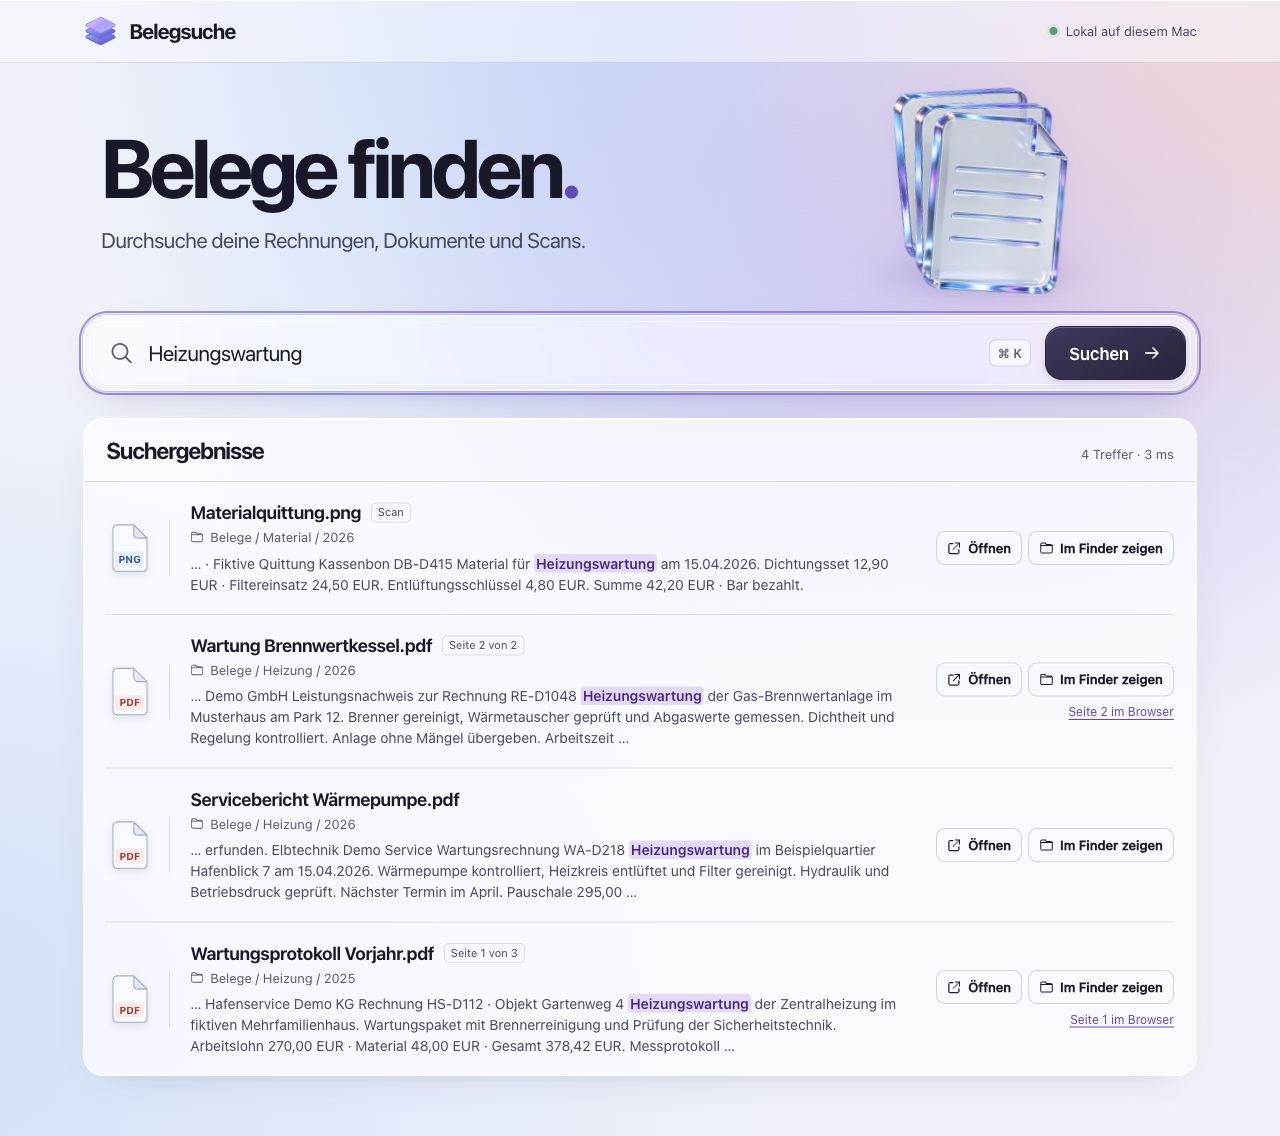 Belegsuche
Lokal auf diesem Mac
Belege finden.
Durchsuche deine Rechnungen, Dokumente und Scans.
Heizungswartung
⌘ K
Suchen
Suchergebnisse
4 Treffer · 3 ms
PNG
Materialquittung.png Scan
Belege / Material / 2026
... · Fiktive Quittung Kassenbon DB-D415 Material für Heizungswartung am 15.04.2026. Dichtungsset 12,90
EUR · Filtereinsatz 24,50 EUR. Entlüftungsschlüssel 4,80 EUR. Summe 42,20 EUR · Bar bezahlt.
Öffnen
Im Finder zeigen
PDF
Wartung Brennwertkessel.pdf Seite 2 von 2
Belege / Heizung / 2026
... Demo GmbH Leistungsnachweis zur Rechnung RE-D1048 Heizungswartung der Gas-Brennwertanlage im
Musterhaus am Park 12. Brenner gereinigt, Wärmetauscher geprüft und Abgaswerte gemessen. Dichtheit und
Regelung kontrolliert. Anlage ohne Mängel übergeben. Arbeitszeit ...
Öffnen
Im Finder zeigen
Seite 2 im Browser
PDF
Servicebericht Wärmepumpe.pdf
Belege / Heizung / 2026
... erfunden. Elbtechnik Demo Service Wartungsrechnung WA-D218 Heizungswartung im Beispielquartier
Hafenblick 7 am 15.04.2026. Wärmepumpe kontrolliert, Heizkreis entlüftet und Filter gereinigt. Hydraulik und
Betriebsdruck geprüft. Nächster Termin im April. Pauschale 295,00 ...
Öffnen
Im Finder zeigen
PDF
Wartungsprotokoll Vorjahr.pdf Seite 1 von 3
Belege / Heizung / 2025
... Hafenservice Demo KG Rechnung HS-D112 · Objekt Gartenweg 4 Heizungswartung der Zentralheizung im
fiktiven Mehrfamilienhaus. Wartungspaket mit Brennerreinigung und Prüfung der Sicherheitstechnik.
Arbeitslohn 270,00 EUR · Material 48,00 EUR · Gesamt 378,42 EUR. Messprotokoll ...
Öffnen
Im Finder zeigen
Seite 1 im Browser